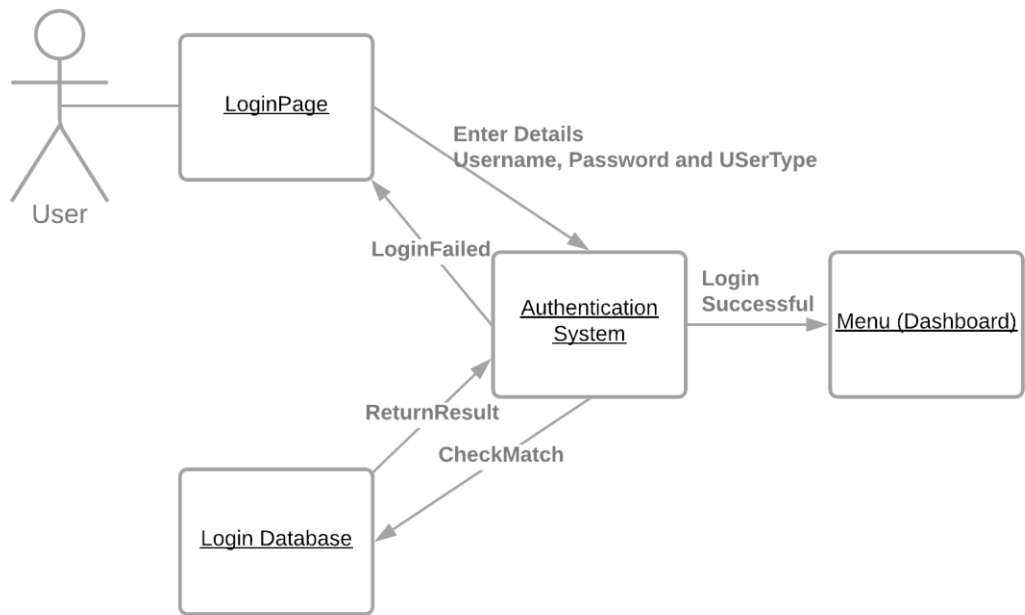 LoginPage
Enter Details
Username, Password and USerType
User
LoginFailed
Authentication
System
Login
Successful
Menu (Dashboard)
ReturnResult
CheckMatch
Login Database